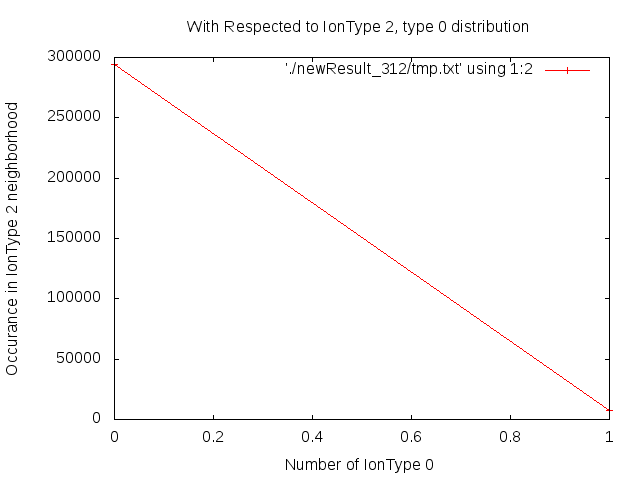 With Respected to IonType 2, type 0 distribution
'./newResult_312/tmp.txt' using 1:2
300000
250000
200000
150000
100000
50000
0
Occurance in IonType 2 neighborhood
0 0.2 0.4 0.6 0.8 1
Number of IonType 0